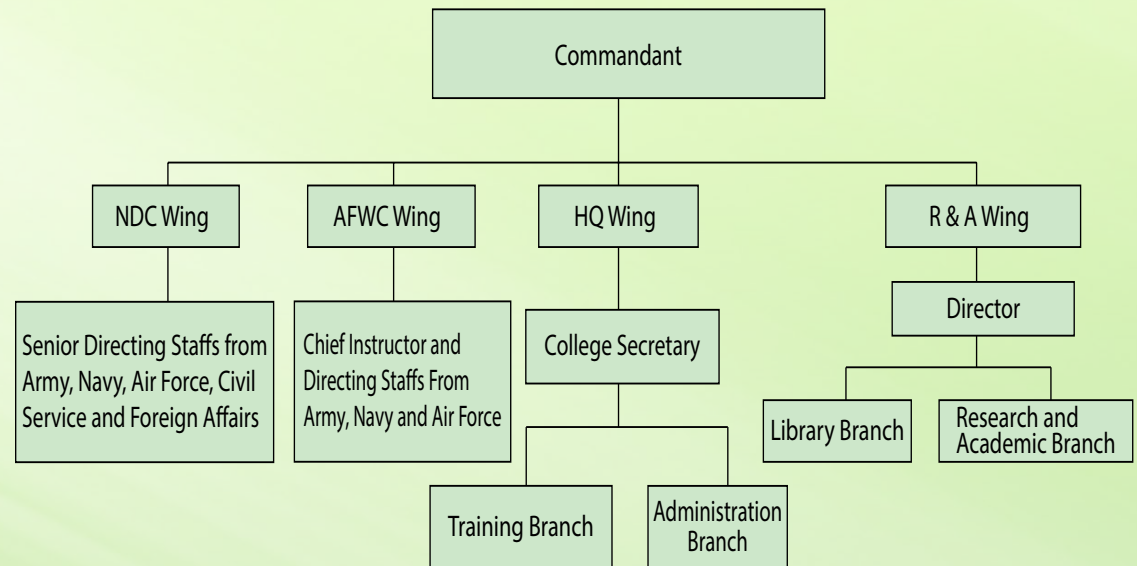 Commandant
NDC Wing
AFWC Wing
HQ Wing
R & A Wing
Senior Directing Staffs from
Army, Navy, Air Force, Civil
Service and Foreign Affairs
Chief Instructor and
Directing Staffs From
Army, Navy and Air Force
College Secretary
Director
Library Branch
Research and
Academic Branch
Training Branch
Administration
Branch